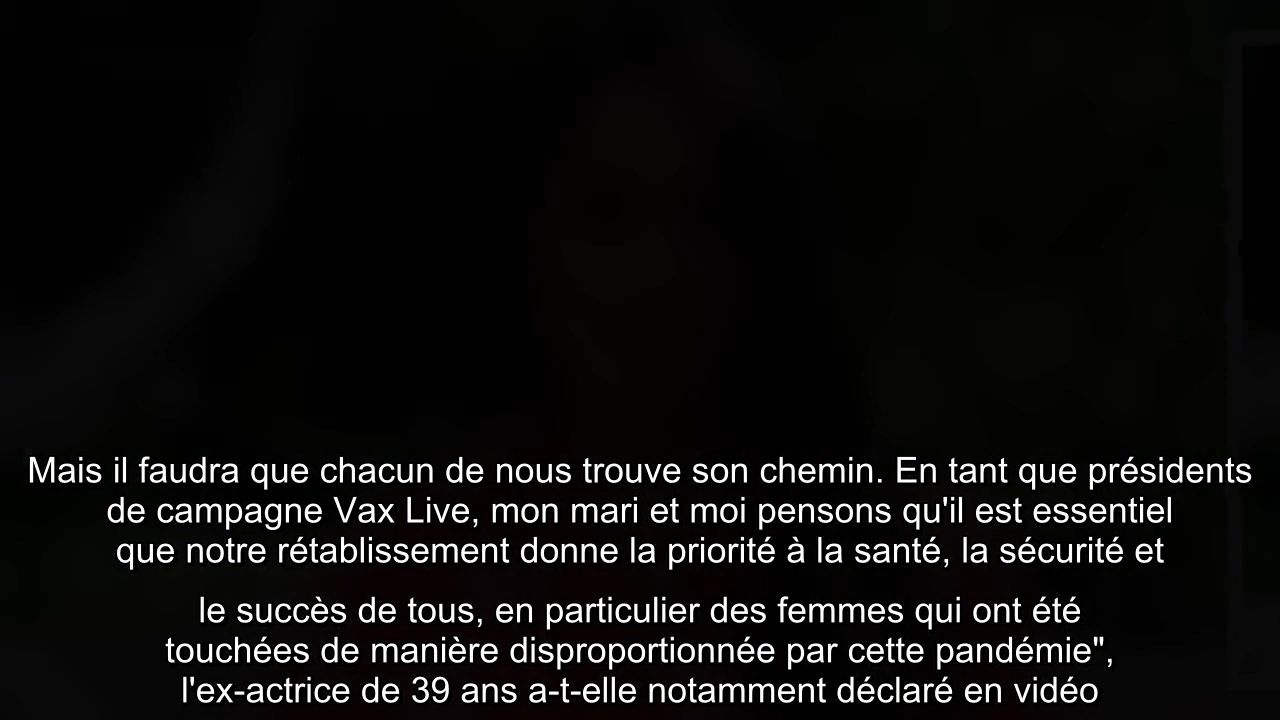 Mais il faudra que chacun de nous trouve son chemin. En tant que présidents
de campagne Vax Live, mon mari et moi pensons qu'il est essentiel
que notre rétablissement donne la priorité à la santé, la sécurité et
le succès de tous, en particulier des femmes qui ont été
touchées de manière disproportionnée par cette pandémie",
l'ex-actrice de 39 ans a-t-elle notamment déclaré en vidéo